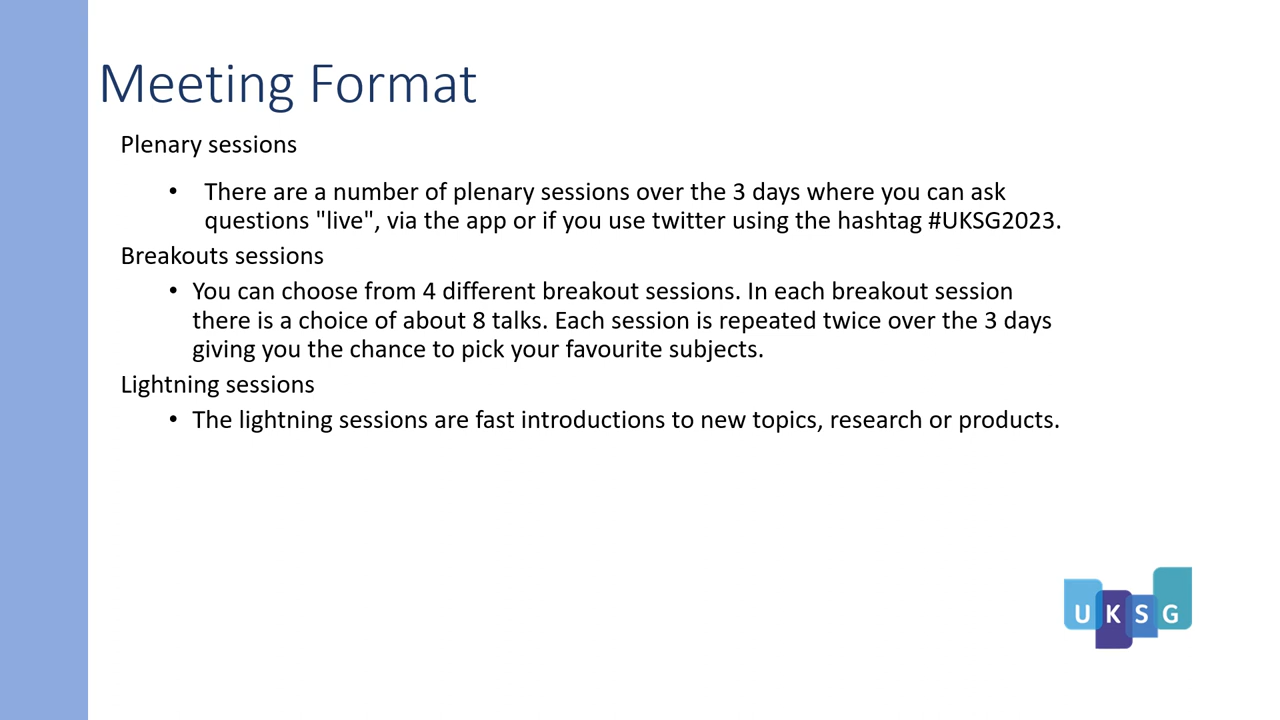 Meeting Format
Plenary sessions
• There are a number of plenary sessions over the 3 days where you can ask
questions "live", via the app or if you use twitter using the hashtag #UKSG2023.
Breakouts sessions
• You can choose from 4 different breakout sessions. In each breakout session
there is a choice of about 8 talks. Each session is repeated twice over the 3 days
giving you the chance to pick your favourite subjects.
Lightning sessions
• The lightning sessions are fast introductions to new topics, research or products.
UKSG